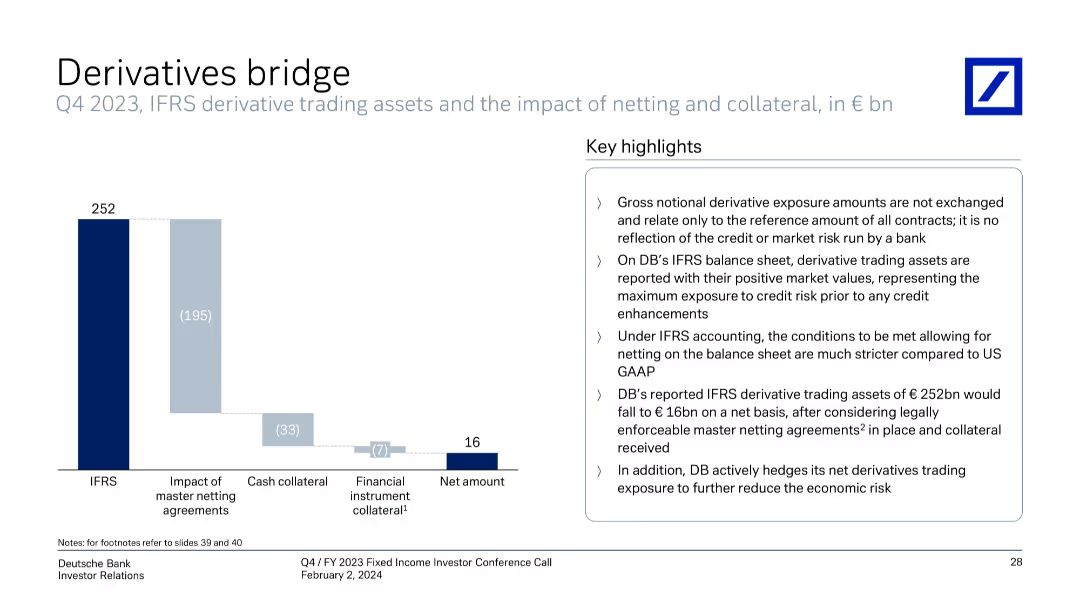 Derivatives bridge
Q4 2023, IFRS derivative trading assets and the impact of netting and collateral, in € bn
252
(195)
(33)
(7)
16
IFRS
Impact of
master netting
agreements
Cash collateral
Financial
instrument
collateral¹
Net amount
Key highlights
〉 Gross notional derivative exposure amounts are not exchanged
and relate only to the reference amount of all contracts; it is no
reflection of the credit or market risk run by a bank
〉 On DB’s IFRS balance sheet, derivative trading assets are
reported with their positive market values, representing the
maximum exposure to credit risk prior to any credit
enhancements
〉 Under IFRS accounting, the conditions to be met allowing for
netting on the balance sheet are much stricter compared to US
GAAP
〉 DB’s reported IFRS derivative trading assets of € 252bn would
fall to € 16bn on a net basis, after considering legally
enforceable master netting agreements² in place and collateral
received
〉 In addition, DB actively hedges its net derivatives trading
exposure to further reduce the economic risk
Notes: for footnotes refer to slides 39 and 40
Deutsche Bank
Investor Relations
Q4 / FY 2023 Fixed Income Investor Conference Call
February 2, 2024
28